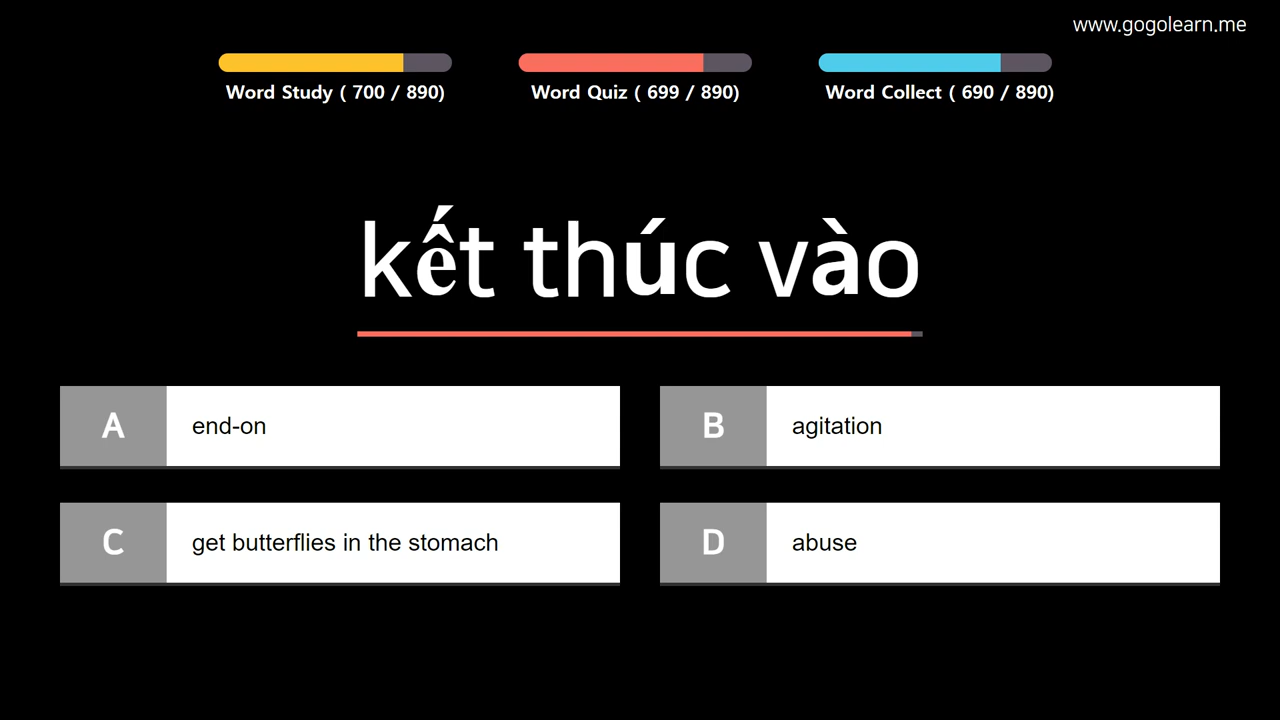 www.gogolearn.me
Word Study ( 700 / 890)
Word Quiz ( 699 / 890)
Word Collect ( 690 / 890)
kết thúc vào
A end-on
B agitation
C get butterflies in the stomach
D abuse